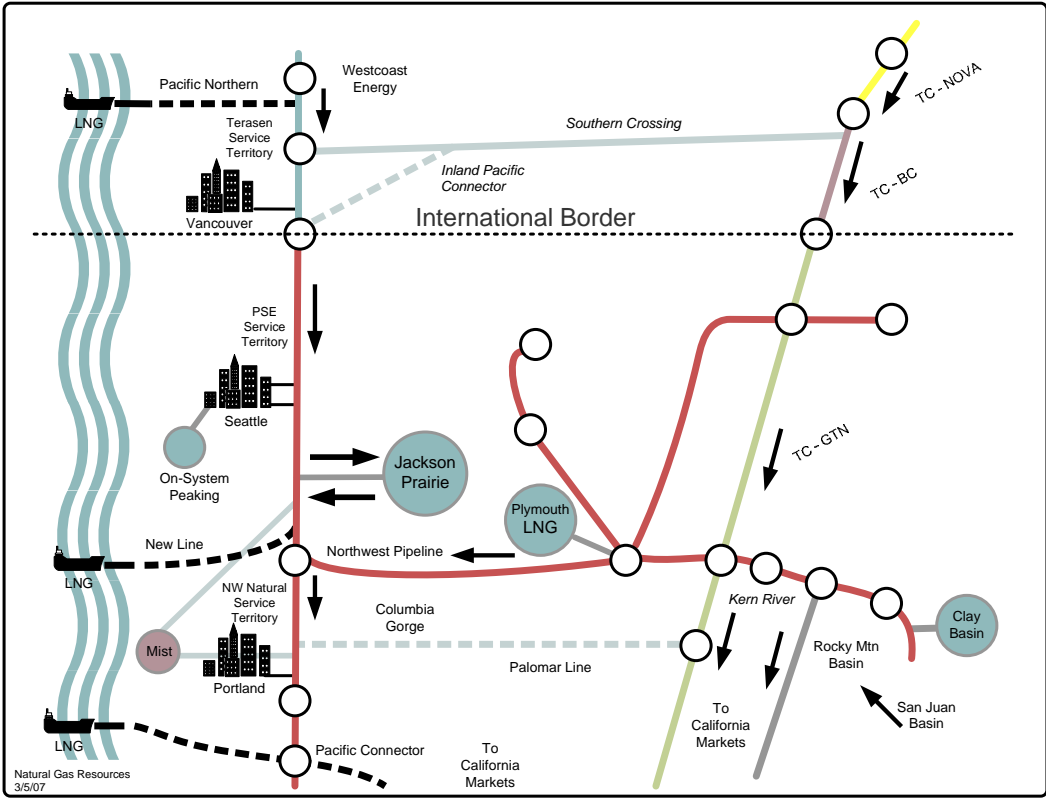 Pacific Northern
LNG
Westcoast
Energy
TC - NOVA
Terasen
Service
Territory
Southern Crossing
Inland Pacific
Connector
TC - BC
Vancouver
International Border
PSE
Service
Territory
Seattle
On-System
Peaking
Jackson
Prairie
TC - GTN
Plymouth
LNG
New Line
LNG
Northwest Pipeline
NW Natural
Service
Territory
Columbia
Gorge
Kern River
Clay
Basin
Mist
Portland
Palomar Line
Rocky Mtn
Basin
San Juan
Basin
To
California
Markets
LNG
Pacific Connector
To
California
Markets
Natural Gas Resources
3/5/07